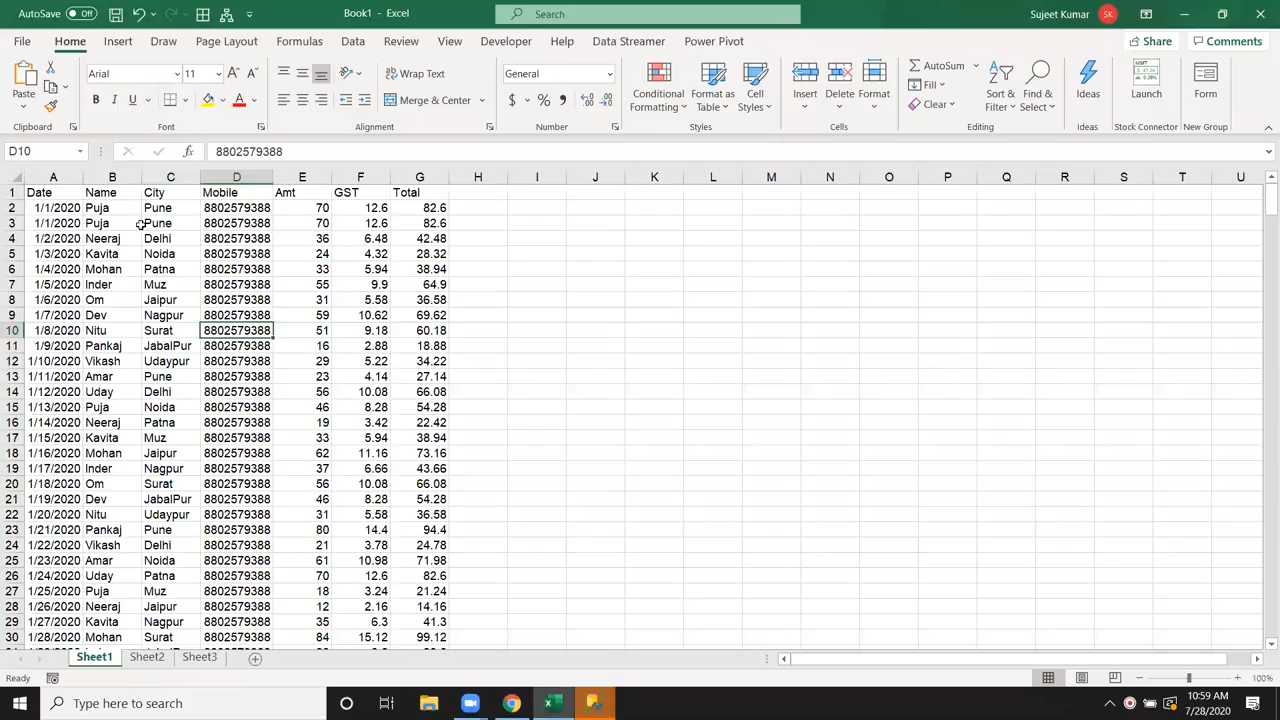 AutoSave Off Book1 - Excel Search Sujeet Kumar SK
File Home Insert Draw Page Layout Formulas Data Review View Developer Help Data Streamer Power Pivot Share Comments
Paste Arial 11 Wrap Text General Conditional Formatting Format as Table Cell Styles Insert Delete Format AutoSum Sort & Filter Find & Select Ideas Launch Form
B I U Merge & Center $ % Fill Clear
Clipboard Font Alignment Number Styles Cells Editing Ideas Stock Connector New Group
D10 fx 8802579388
A B C D E F G H I J K L M N O P Q R S T U
1 Date Name City Mobile Amt GST Total
2 1/1/2020 Puja Pune 8802579388 70 12.6 82.6
3 1/1/2020 Puja Pune 8802579388 70 12.6 82.6
4 1/2/2020 Neeraj Delhi 8802579388 36 6.48 42.48
5 1/3/2020 Kavita Noida 8802579388 24 4.32 28.32
6 1/4/2020 Mohan Patna 8802579388 33 5.94 38.94
7 1/5/2020 Inder Muz 8802579388 55 9.9 64.9
8 1/6/2020 Om Jaipur 8802579388 31 5.58 36.58
9 1/7/2020 Dev Nagpur 8802579388 59 10.62 69.62
10 1/8/2020 Nitu Surat 8802579388 51 9.18 60.18
11 1/9/2020 Pankaj JabalPur 8802579388 16 2.88 18.88
12 1/10/2020 Vikash Udaypur 8802579388 29 5.22 34.22
13 1/11/2020 Amar Pune 8802579388 23 4.14 27.14
14 1/12/2020 Uday Delhi 8802579388 56 10.08 66.08
15 1/13/2020 Puja Noida 8802579388 46 8.28 54.28
16 1/14/2020 Neeraj Patna 8802579388 19 3.42 22.42
17 1/15/2020 Kavita Muz 8802579388 33 5.94 38.94
18 1/16/2020 Mohan Jaipur 8802579388 62 11.16 73.16
19 1/17/2020 Inder Nagpur 8802579388 37 6.66 43.66
20 1/18/2020 Om Surat 8802579388 56 10.08 66.08
21 1/19/2020 Dev JabalPur 8802579388 46 8.28 54.28
22 1/20/2020 Nitu Udaypur 8802579388 31 5.58 36.58
23 1/21/2020 Pankaj Pune 8802579388 80 14.4 94.4
24 1/22/2020 Vikash Delhi 8802579388 21 3.78 24.78
25 1/23/2020 Amar Noida 8802579388 61 10.98 71.98
26 1/24/2020 Uday Patna 8802579388 70 12.6 82.6
27 1/25/2020 Puja Muz 8802579388 18 3.24 21.24
28 1/26/2020 Neeraj Jaipur 8802579388 12 2.16 14.16
29 1/27/2020 Kavita Nagpur 8802579388 35 6.3 41.3
30 1/28/2020 Mohan Surat 8802579388 84 15.12 99.12
Sheet1 Sheet2 Sheet3
Ready 100%
Type here to search 10:59 AM
7/28/2020